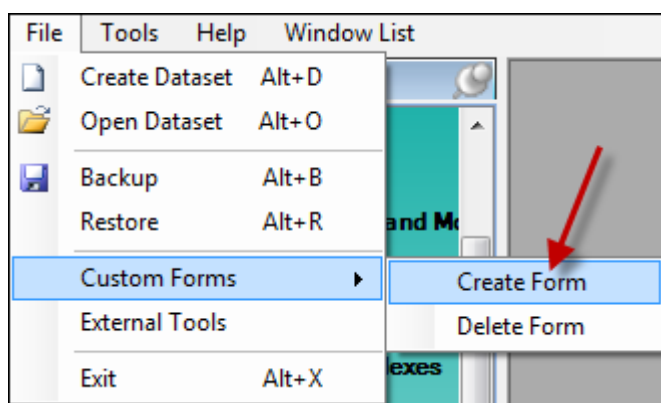 File Tools Help Window List
Create Dataset Alt+D
Open Dataset Alt+O
Backup Alt+B
Restore Alt+R and
Custom Forms Create Form
External Tools Delete Form
Exit Alt+X